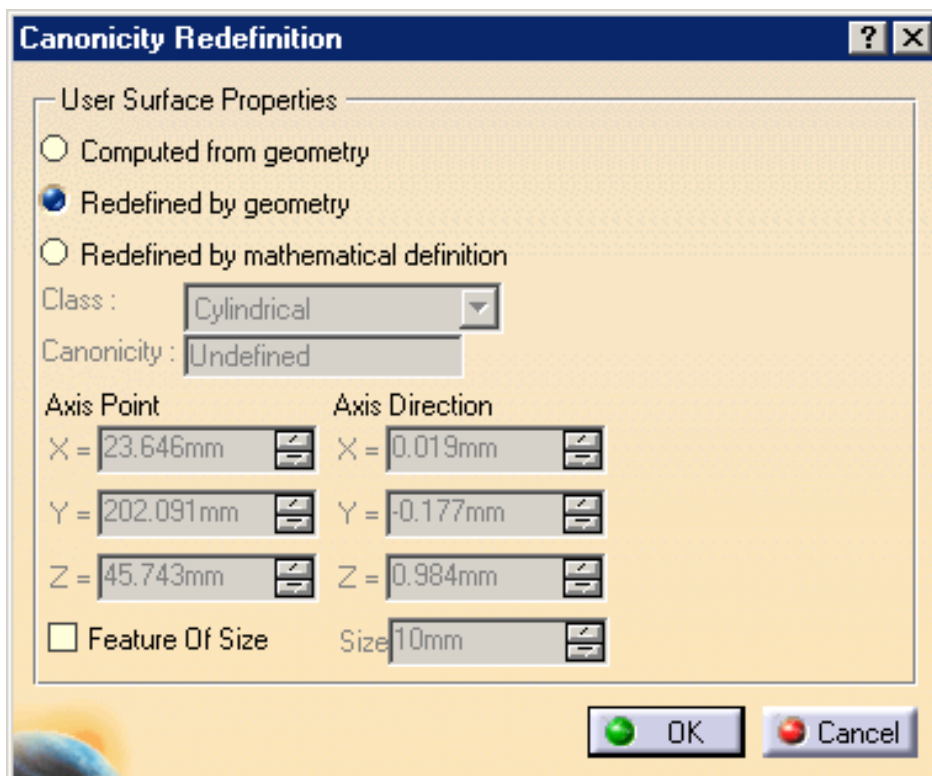 Canonicity Redefinition ? X
User Surface Properties
Computed from geometry
Redefined by geometry
Redefined by mathematical definition
Class : Cylindrical
Canonicity : Undefined
Axis Point Axis Direction
X = 23.646mm X = 0.019mm
Y = 202.091mm Y = -0.177mm
Z = 45.743mm Z = 0.984mm
Feature Of Size Size 10mm
OK Cancel